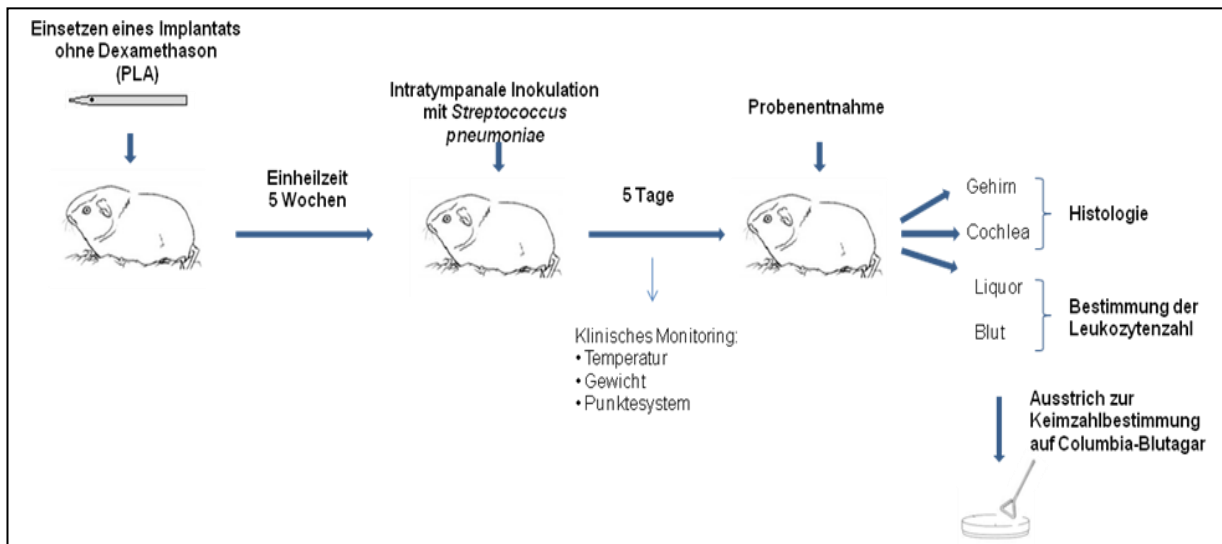 Einsetzen eines Implantats
ohne Dexamethason
(PLA)
Einheilzeit
5 Wochen
Intratympanale Inokulation
mit Streptococcus
pneumoniae
5 Tage
Klinisches Monitoring:
• Temperatur
• Gewicht
• Punktesystem
Probenentnahme
Gehirn
Cochlea
Histologie
Liquor
Blut
Bestimmung der
Leukozytenzahl
Ausstrich zur
Keimzahlbestimmung
auf Columbia-Blutagar